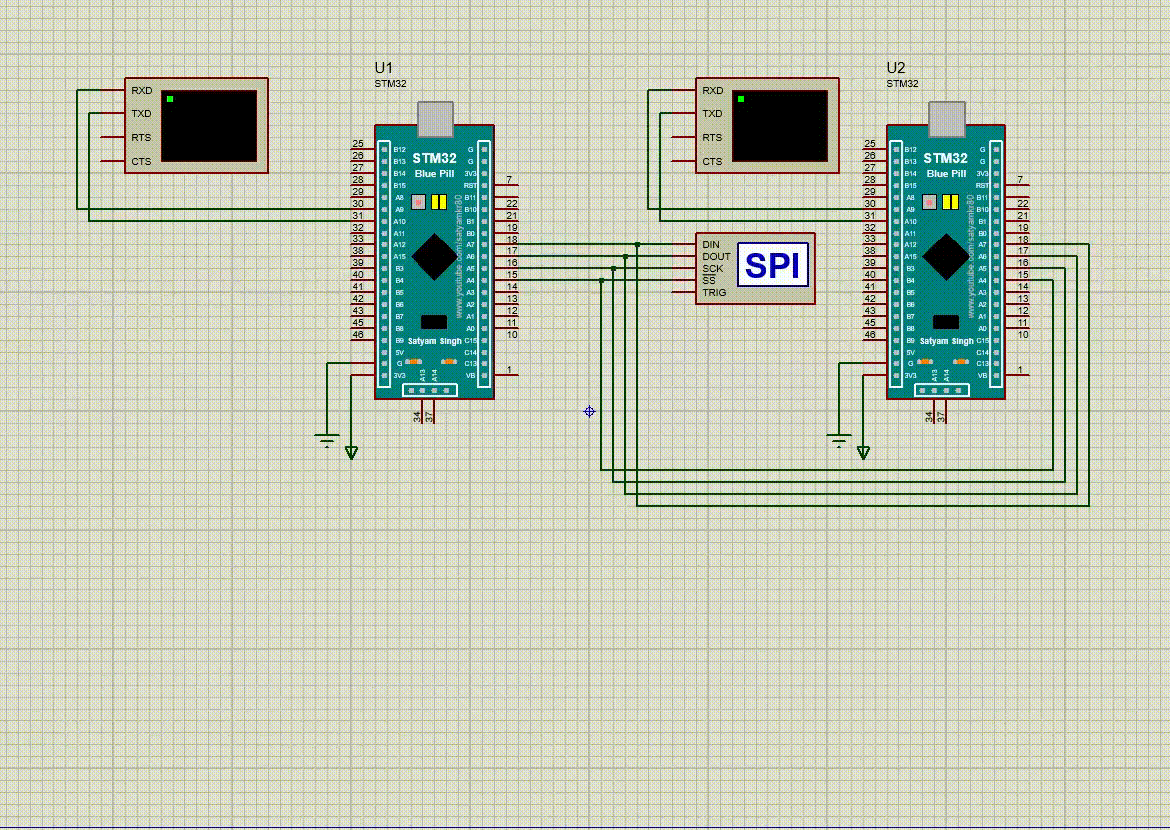 U1
STM32
RXD
TXD
RTS
CTS
25
26
27
28
29
30
31
32
33
38
39
40
41
42
43
45
46
B12
B13
B14
B15
A8
A9
A10
A11
A12
A15
B3
B4
B5
B6
B7
B8
B9
5V
G
3V3
STM32
Blue Pill
www.youtube.com/satyamkr80
Satyam Singh
A13
A14
34
37
G
G
3V3
RST
B11
B10
B1
B0
A7
A6
A5
A4
A3
A2
A1
A0
C15
C14
C13
VB
7
22
21
19
18
17
16
15
14
13
12
11
10
1
RXD
TXD
RTS
CTS
DIN
DOUT
SCK
SS
TRIG
SPI
U2
STM32
25
26
27
28
29
30
31
32
33
38
39
40
41
42
43
45
46
B12
B13
B14
B15
A8
A9
A10
A11
A12
A15
B3
B4
B5
B6
B7
B8
B9
5V
G
3V3
STM32
Blue Pill
www.youtube.com/satyamkr80
Satyam Singh
A13
A14
34
37
G
G
3V3
RST
B11
B10
B1
B0
A7
A6
A5
A4
A3
A2
A1
A0
C15
C14
C13
VB
7
22
21
19
18
17
16
15
14
13
12
11
10
1